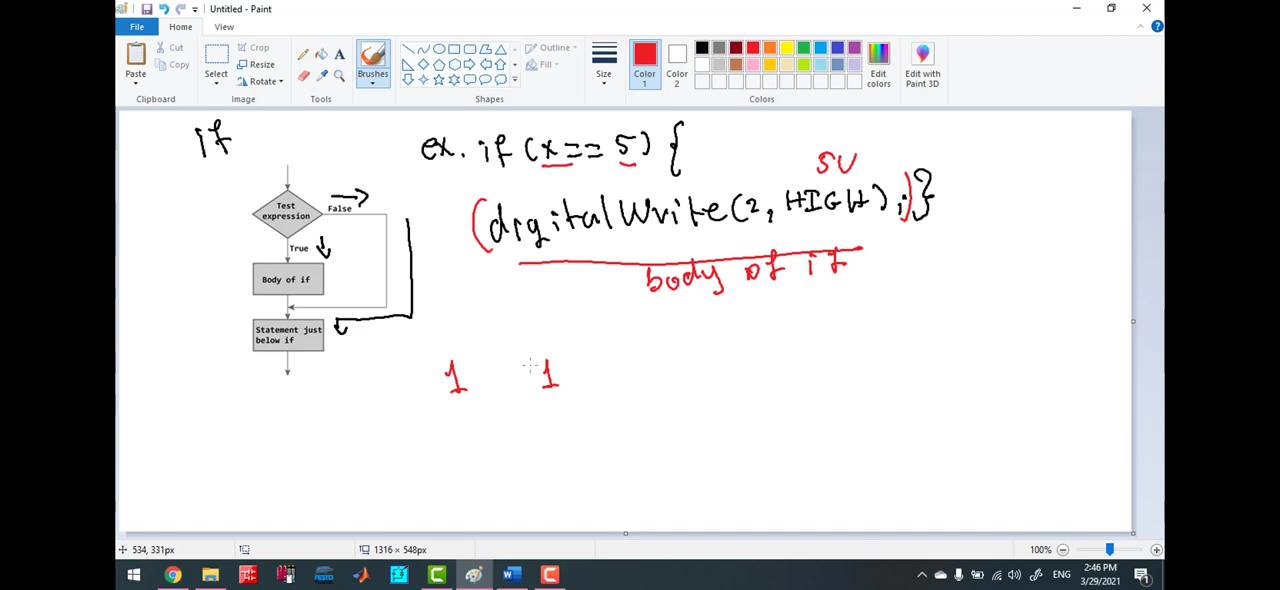 Untitled - Paint
File
Home
View
Paste
Cut
Copy
Clipboard
Select
Crop
Resize
Rotate
Image
Tools
Brushes
Shapes
Outline
Fill
Size
Color 1
Color 2
Colors
Edit colors
Edit with Paint 3D
if
ex. if (x == 5) {
5V
(digitalWrite(2, HIGH);)}
body of if
Test expression
False
True
Body of if
Statement just below if
1 1
534, 331px
1316 × 548px
100%
FESTO
ENG
2:46 PM
3/29/2021